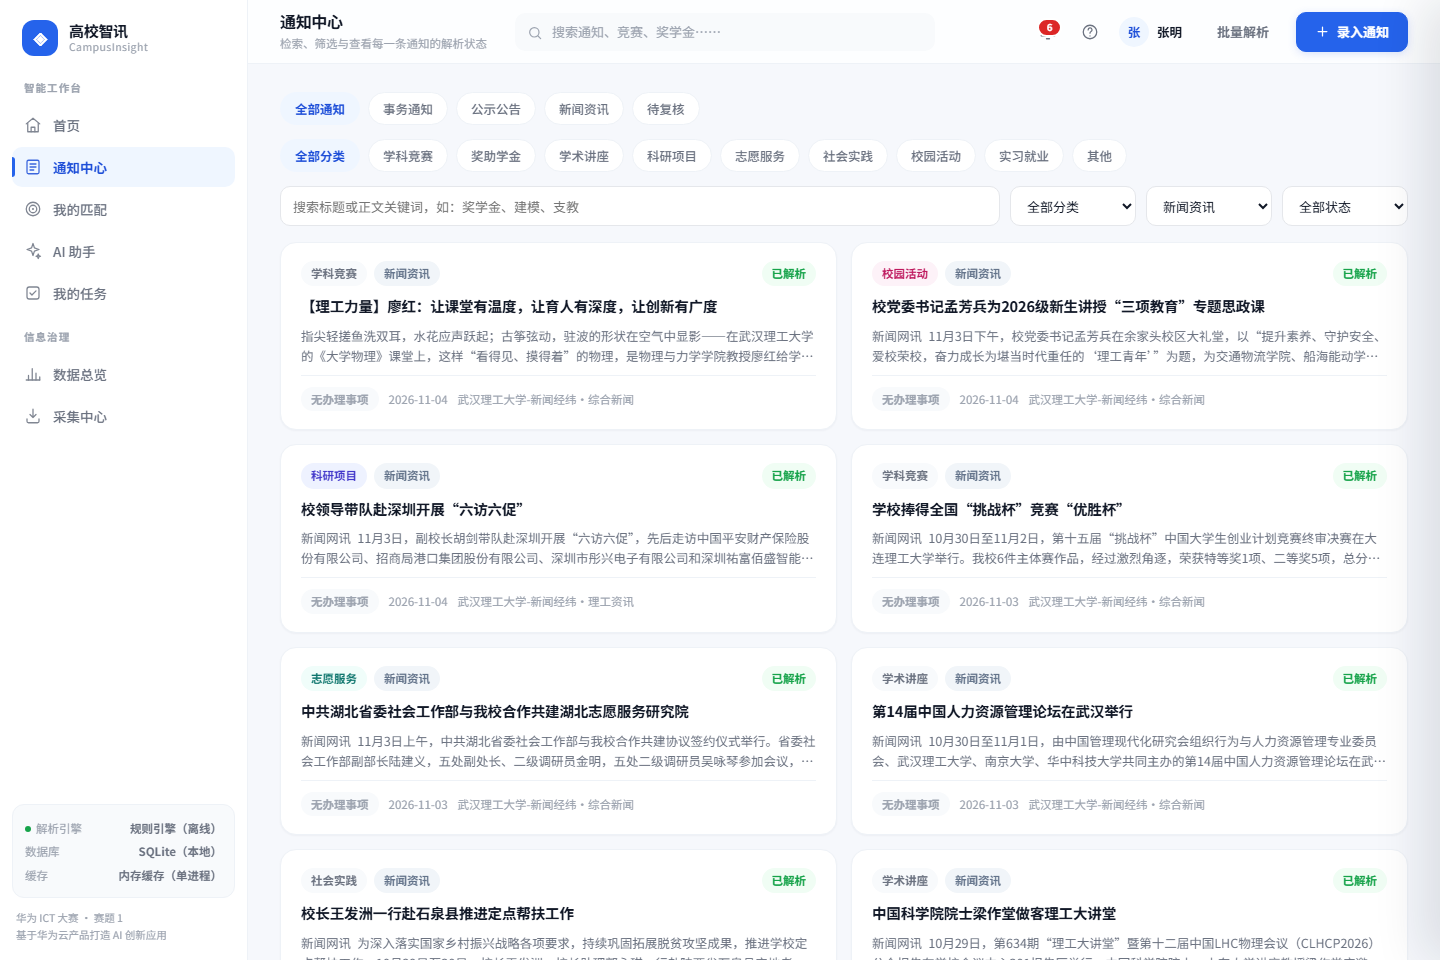 高校智讯
CampusInsight
智能工作台
首页
通知中心
我的匹配
AI 助手
我的任务
信息治理
数据总览
采集中心
解析引擎 规则引擎（离线）
数据库 SQLite（本地）
缓存 内存缓存（单进程）
华为 ICT 大赛 · 赛题 1
基于华为云产品打造 AI 创新应用
通知中心
检索、筛选与查看每一条通知的解析状态
搜索通知、竞赛、奖学金……
6
张 张明
批量解析
+ 录入通知
全部通知 事务通知 公示公告 新闻资讯 待复核
全部分类 学科竞赛 奖助学金 学术讲座 科研项目 志愿服务 社会实践 校园活动 实习就业 其他
搜索标题或正文关键词，如：奖学金、建模、支教
全部分类 新闻资讯 全部状态
学科竞赛 新闻资讯 已解析
【理工力量】廖红：让课堂有温度，让育人有深度，让创新有广度
指尖轻搓鱼洗双耳，水花应声跃起；古筝弦动，驻波的形状在空气中显影——在武汉理工大学
的《大学物理》课堂上，这样“看得见、摸得着”的物理，是物理与力学学院教授廖红给学…
无办理事项 2026-11-04 武汉理工大学-新闻经纬 · 综合新闻
校园活动 新闻资讯 已解析
校党委书记孟芳兵为2026级新生讲授“三项教育”专题思政课
新闻网讯 11月3日下午，校党委书记孟芳兵在余家头校区大礼堂，以“提升素养、守护安全、
爱校荣校，奋力成长为堪当时代重任的‘理工青年’”为题，为交通物流学院、船海能动学…
无办理事项 2026-11-04 武汉理工大学-新闻经纬 · 综合新闻
科研项目 新闻资讯 已解析
校领导带队赴深圳开展“六访六促”
新闻网讯 11月3日，副校长胡剑带队赴深圳开展“六访六促”，先后走访中国平安财产保险股
份有限公司、招商局港口集团股份有限公司、深圳市彤兴电子有限公司和深圳祐富佰盛智能…
无办理事项 2026-11-04 武汉理工大学-新闻经纬 · 理工资讯
学科竞赛 新闻资讯 已解析
学校捧得全国“挑战杯”竞赛“优胜杯”
新闻网讯 10月30日至11月2日，第十五届“挑战杯”中国大学生创业计划竞赛终审决赛在大
连理工大学举行。我校6件主体赛作品，经过激烈角逐，荣获特等奖1项、二等奖5项，总分…
无办理事项 2026-11-03 武汉理工大学-新闻经纬 · 综合新闻
志愿服务 新闻资讯 已解析
中共湖北省委社会工作部与我校合作共建湖北志愿服务研究院
新闻网讯 11月3日上午，中共湖北省委社会工作部与我校合作共建协议签约仪式举行。省委社
会工作部副部长陆建义，五处副处长、二级调研员金明，五处二级调研员吴咏琴参加会议，…
无办理事项 2026-11-03 武汉理工大学-新闻经纬 · 综合新闻
学术讲座 新闻资讯 已解析
第14届中国人力资源管理论坛在武汉举行
新闻网讯 10月30日至11月1日，由中国管理现代化研究会组织行为与人力资源管理专业委员
会、武汉理工大学、南京大学、华中科技大学共同主办的第14届中国人力资源管理论坛在武…
无办理事项 2026-11-03 武汉理工大学-新闻经纬 · 综合新闻
社会实践 新闻资讯 已解析
校长王发洲一行赴石泉县推进定点帮扶工作
新闻网讯 为深入落实国家乡村振兴战略各项要求，持续巩固拓展脱贫攻坚成果，推进学校定
学术讲座 新闻资讯 已解析
中国科学院院士梁作堂做客理工大讲堂
新闻网讯 10月29日，第634期“理工大讲堂”暨第十二届中国LHC物理会议（CLHCP2026）